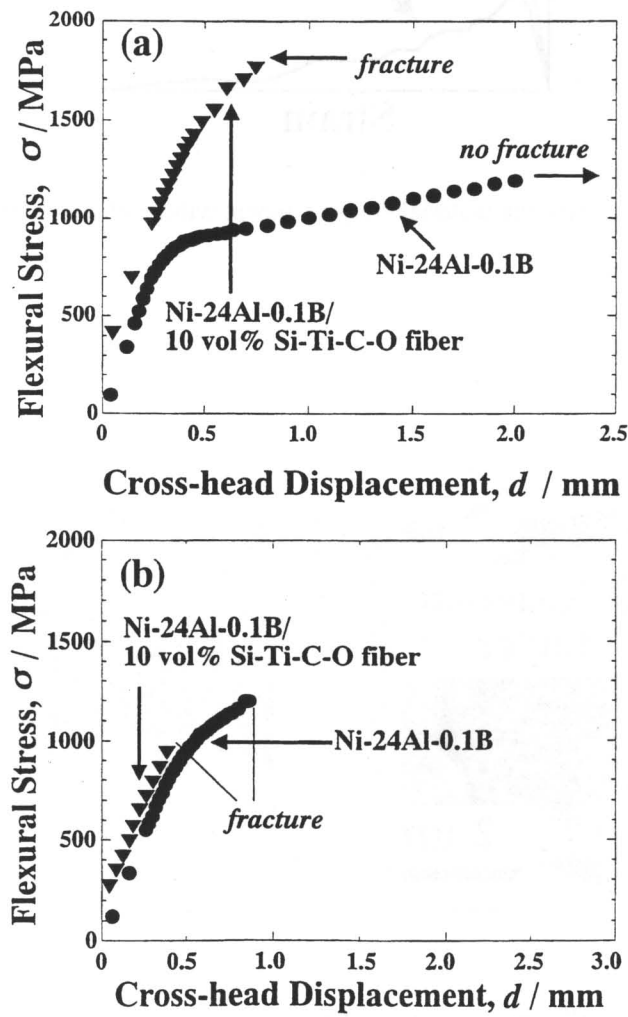 2000
(a)
fracture
1500
no fracture
1000
Ni-24Al-0.1B
Ni-24Al-0.1B/
10 vol% Si-Ti-C-O fiber
500
0
0 0.5 1.0 1.5 2.0 2.5
Flexural Stress, σ / MPa
Cross-head Displacement, d / mm
2000
(b)
Ni-24Al-0.1B/
10 vol% Si-Ti-C-O fiber
1500
1000
Ni-24Al-0.1B
fracture
500
0
0 0.5 1.0 2.0 2.5 3.0
Flexural Stress, σ / MPa
Cross-head Displacement, d / mm